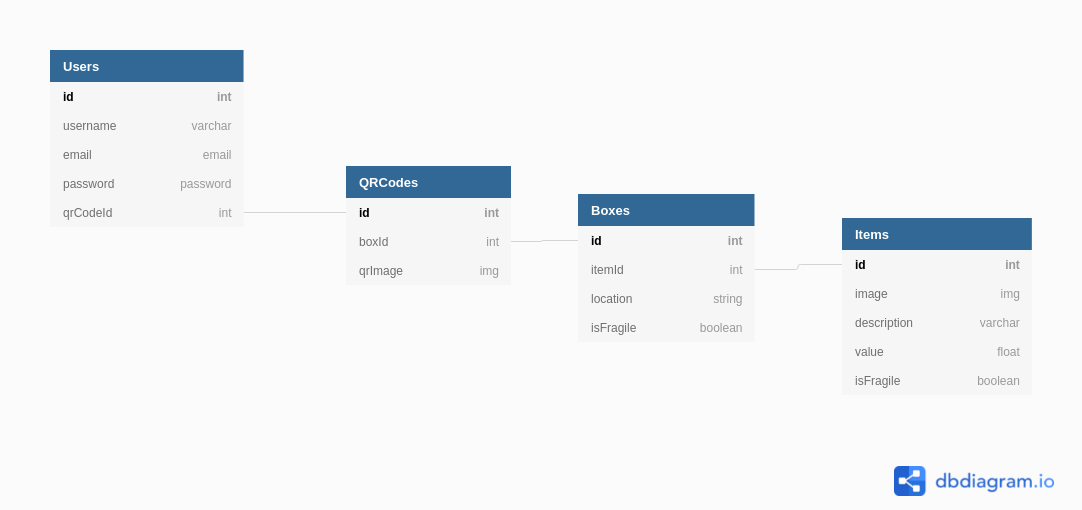 Users
id int
username varchar
email email
password password
qrCodeId int
QRCodes
id int
boxId int
qrImage img
Boxes
id int
itemId int
location string
isFragile boolean
Items
id int
image img
description varchar
value float
isFragile boolean
dbdiagram.io